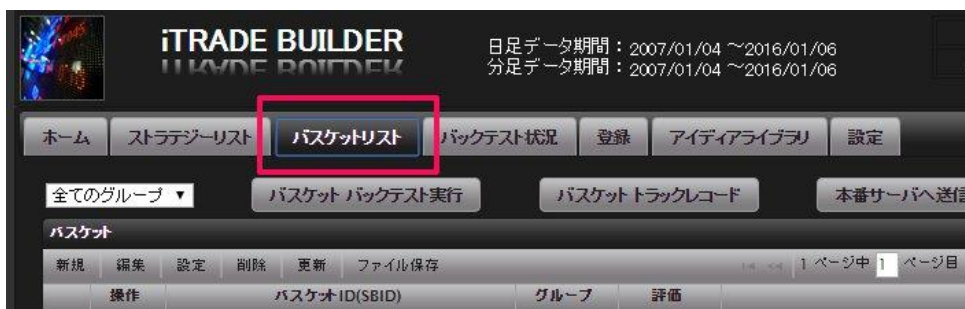 iTRADE BUILDER
日足データ期間：2007/01/04 ～2016/01/06
分足データ期間：2007/01/04 ～2016/01/06
ホーム ストラテジーリスト バスケットリスト バックテスト状況 登録 アイディアライブラリ 設定
全てのグループ ▼ バスケット バックテスト実行 バスケット トラックレコード 本番サーバへ送信
バスケット
新規 編集 設定 削除 更新 ファイル保存 1 ページ中 1 ページ目
操作 バスケットID(SBID) グループ 評価